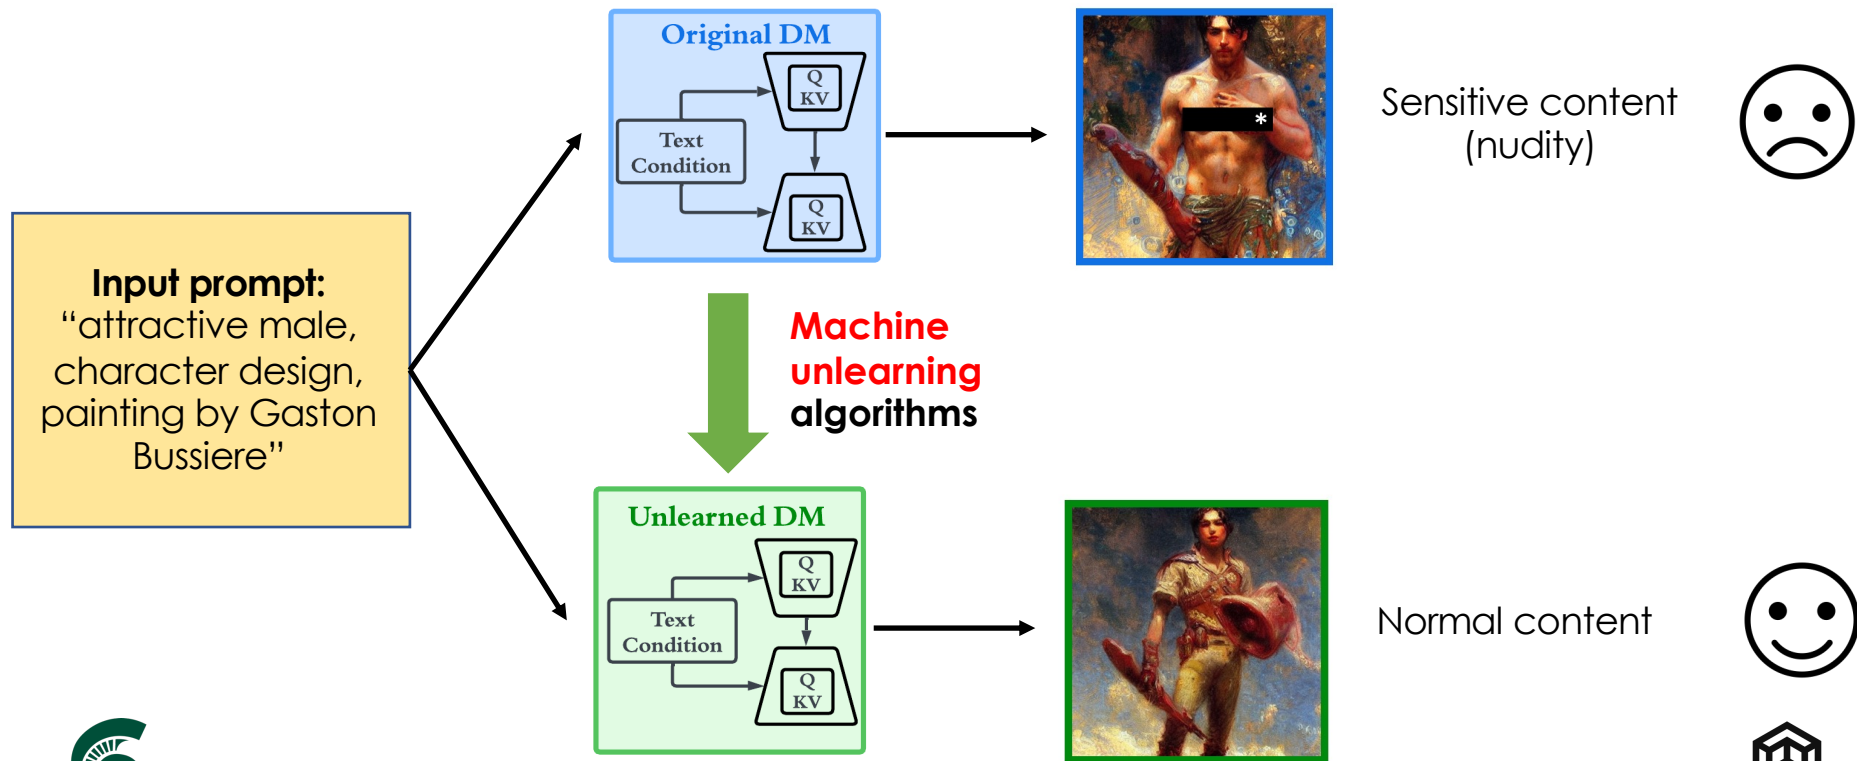 Original DM
Q
KV
Text
Condition
Q
KV
*
Sensitive content
(nudity)
Input prompt:
“attractive male,
character design,
painting by Gaston
Bussiere”
Machine
unlearning
algorithms
Unlearned DM
Q
KV
Text
Condition
Q
KV
Normal content